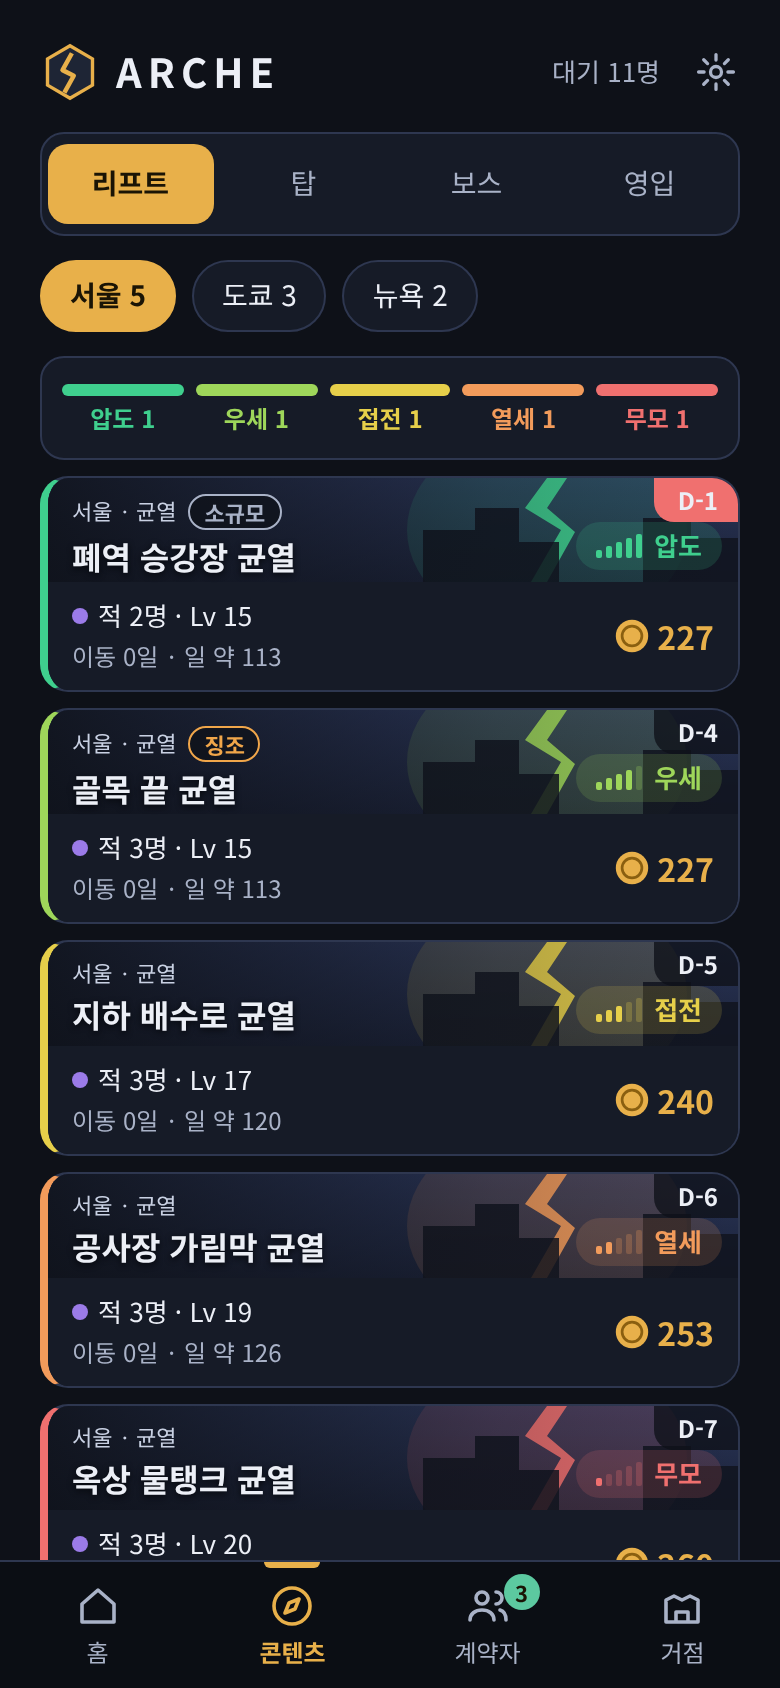 ARCHE
대기 11명
리프트 탑 보스 영입
서울 5 도쿄 3 뉴욕 2
압도 1 우세 1 접전 1 열세 1 무모 1
서울 · 균열 소규모
D-1
폐역 승강장 균열
압도
적 2명 · Lv 15
이동 0일 · 일 약 113
227
서울 · 균열 징조
D-4
골목 끝 균열
우세
적 3명 · Lv 15
이동 0일 · 일 약 113
227
서울 · 균열
D-5
지하 배수로 균열
접전
적 3명 · Lv 17
이동 0일 · 일 약 120
240
서울 · 균열
D-6
공사장 가림막 균열
열세
적 3명 · Lv 19
이동 0일 · 일 약 126
253
서울 · 균열
D-7
옥상 물탱크 균열
무모
적 3명 · Lv 20
3
홈 콘텐츠 계약자 거점